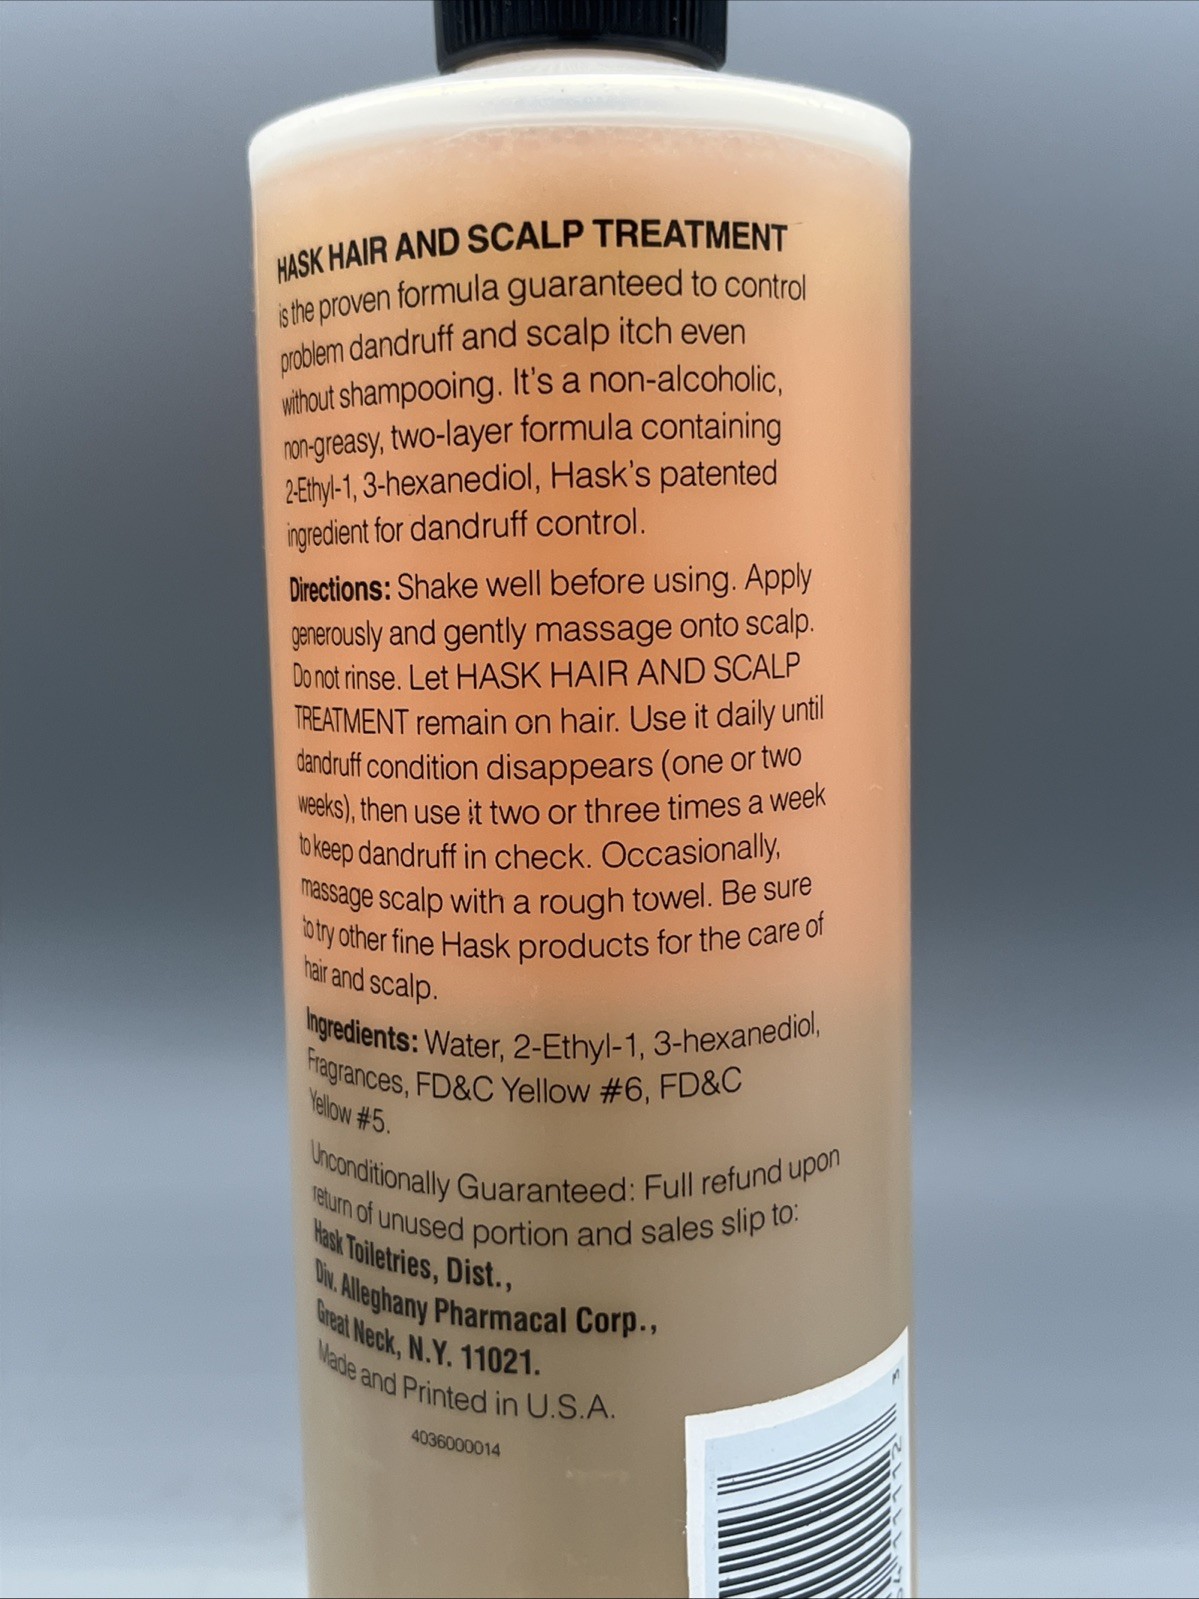 HASK HAIR AND SCALP TREATMENT
is the proven formula guaranteed to control
problem dandruff and scalp itch even
without shampooing. It's a non-alcoholic,
non-greasy, two-layer formula containing
2-Ethyl-1, 3-hexanediol, Hask's patented
ingredient for dandruff control.
Directions: Shake well before using. Apply
generously and gently massage onto scalp.
Do not rinse. Let HASK HAIR AND SCALP
TREATMENT remain on hair. Use it daily until
dandruff condition disappears (one or two
weeks), then use it two or three times a week
to keep dandruff in check. Occasionally,
massage scalp with a rough towel. Be sure
to try other fine Hask products for the care of
hair and scalp.
Ingredients: Water, 2-Ethyl-1, 3-hexanediol,
Fragrances, FD&C Yellow #6, FD&C
Yellow #5.
Unconditionally Guaranteed: Full refund upon
return of unused portion and sales slip to:
Hask Toiletries, Dist.,
Div. Alleghany Pharmacal Corp.,
Great Neck, N.Y. 11021.
Made and Printed in U.S.A.
4036000014